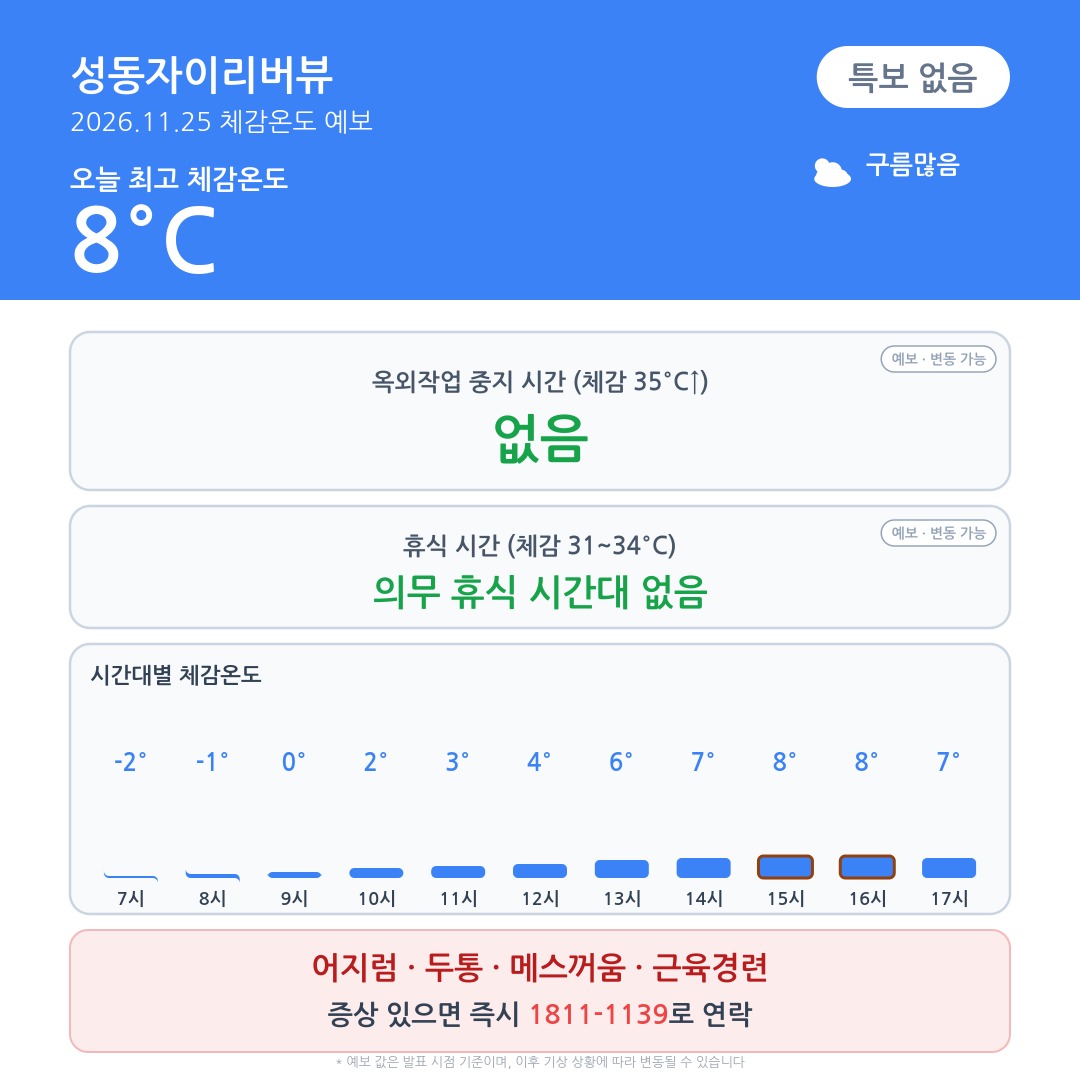 성동자이리버뷰
2026.11.25 체감온도 예보
특보 없음
구름많음
오늘 최고 체감온도
8°C
예보 · 변동 가능
옥외작업 중지 시간 (체감 35°C↑)
없음
예보 · 변동 가능
휴식 시간 (체감 31~34°C)
의무 휴식 시간대 없음
시간대별 체감온도
-2° -1° 0° 2° 3° 4° 6° 7° 8° 8° 7°
7시 8시 9시 10시 11시 12시 13시 14시 15시 16시 17시
어지럼 · 두통 · 메스꺼움 · 근육경련
증상 있으면 즉시 1811-1139로 연락
* 예보 값은 발표 시점 기준이며, 이후 기상 상황에 따라 변동될 수 있습니다